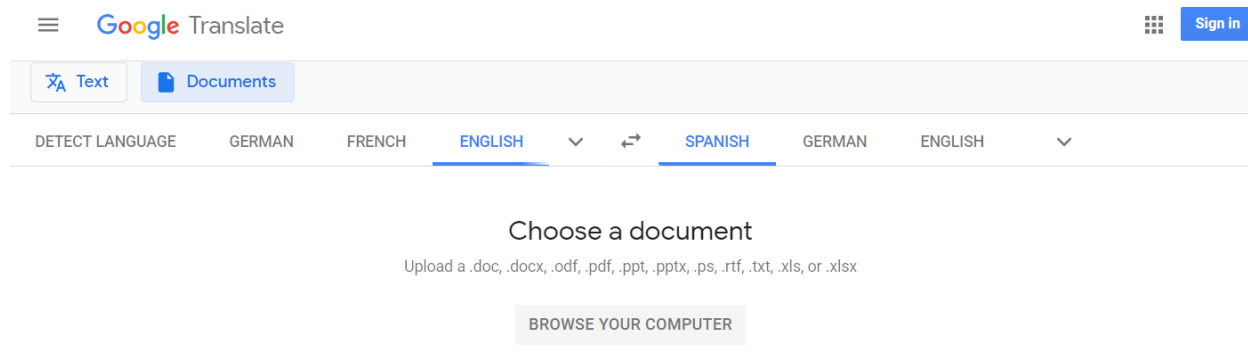 Google Translate Sign in
Text Documents
DETECT LANGUAGE GERMAN FRENCH ENGLISH SPANISH GERMAN ENGLISH
Choose a document
Upload a .doc, .docx, .odf, .pdf, .ppt, .pptx, .ps, .rtf, .txt, .xls, or .xlsx
BROWSE YOUR COMPUTER